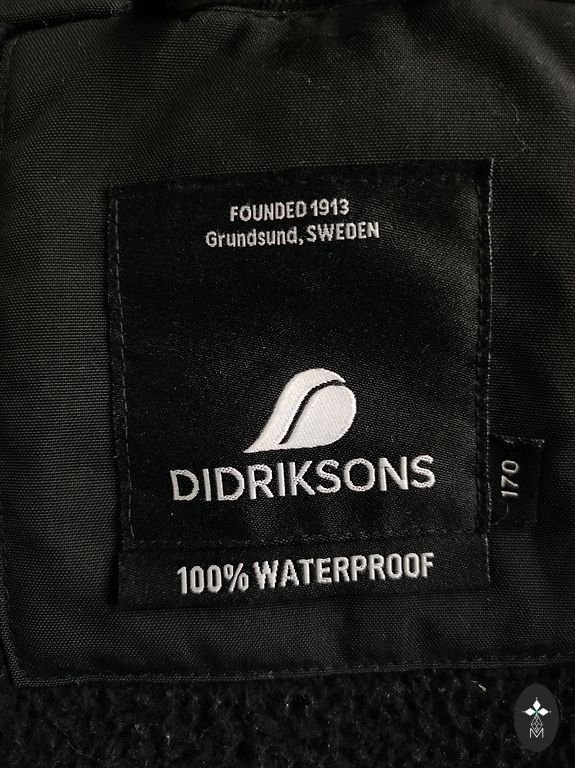 FOUNDED 1913
Grundsund, SWEDEN
DIDRIKSONS
170
100% WATERPROOF
M